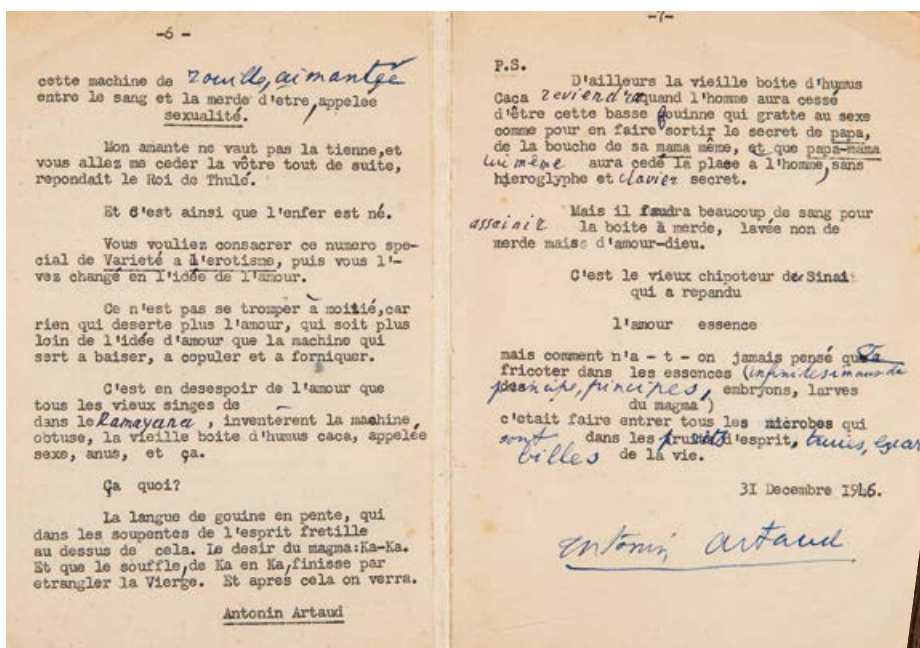 -6 -
cette machine de rouille, aimantée
entre le sang et la merde d'etre, appelee
sexualité.
Mon amante ne vaut pas la tienne, et
vous allez me ceder la vôtre tout de suite,
repondait le Roi de Thulé.
Et c'est ainsi que l'enfer est né.
Vous vouliez consacrer ce numero spe-
cial de Varieté a l'erotisme, puis vous l'-
vez changé en l'idée de l'amour.
Ce n'est pas se tromper à moitié, car
rien qui deserte plus l'amour, qui soit plus
loin de l'idée d'amour que la machine qui
sert a baiser, a copuler et a forniquer.
C'est en desespoir de l'amour que
tous les vieux singes de
dans le Ramayana, inventèrent la machine,
obtuse, la vieille boite d'humus caca, appelée
sexe, anus, et ça.
Ça quoi?
La langue de gouine en pente, qui
dans les soupentes de l'esprit fretille
au dessus de cela. Le desir du magma:Ka-Ka.
Et que le souffle, de Ka en Ka, finisse par
etrangler la Vierge. Et apres cela on verra.
Antonin Artaud
-7-
P.S.
D'ailleurs la vieille boite d'humus
Caca reviendra quand l'homme aura cessé
d'être cette basse fouinne qui gratte au sexe
comme pour en faire sortir le secret de papa,
de la bouche de sa mama même, et que papa-mama
lui même aura cedé la place a l'homme, sans
hieroglyphe et clavier secret.
Mais il faudra beaucoup de sang pour
assainir la boite à merde, lavée non de
merde maiss d'amour-dieu.
C'est le vieux chipoteur de Sinai
qui a repandu
l'amour essence
mais comment n'a - t - on jamais pensé que
fricoter dans les essences (infinitesimaux de
principes, embryons, larves
du magma )
c'etait faire entrer tous les microbes qui
sont dans les d'esprit,
billes de la vie.
31 Decembre 1946.
Antonin Artaud